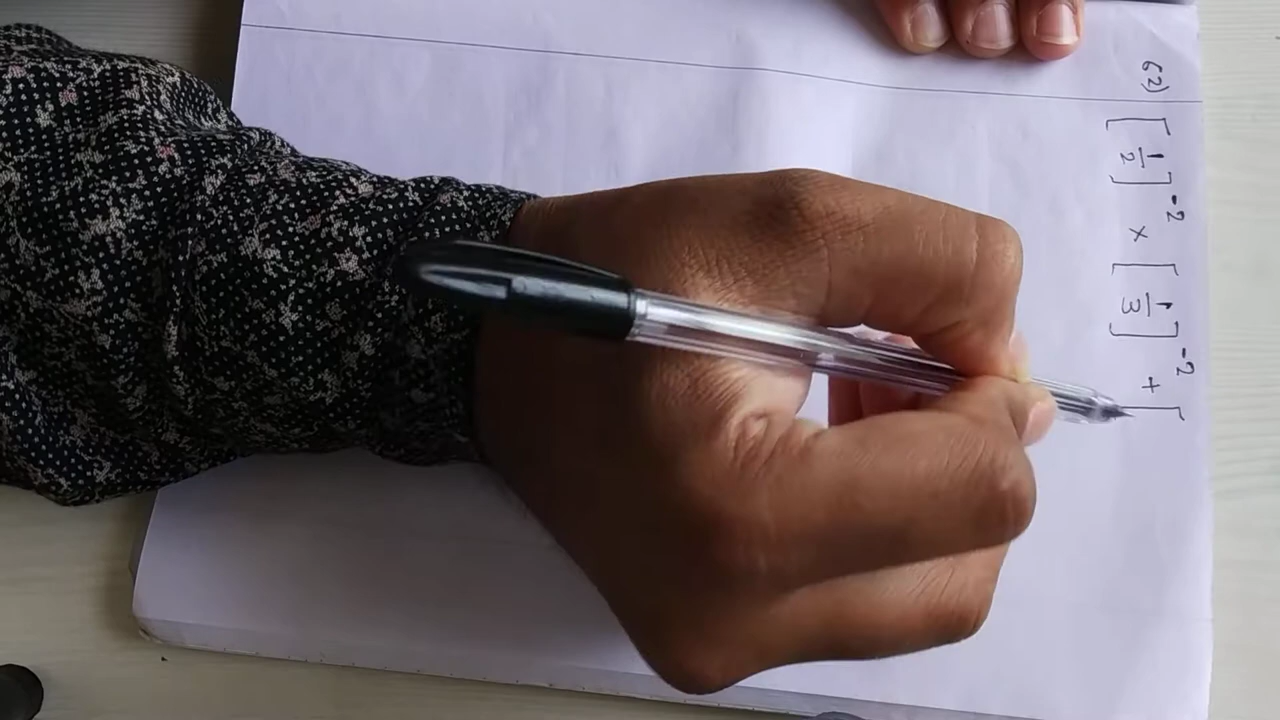 62) [1/2]⁻² × [1/3]⁻² + [